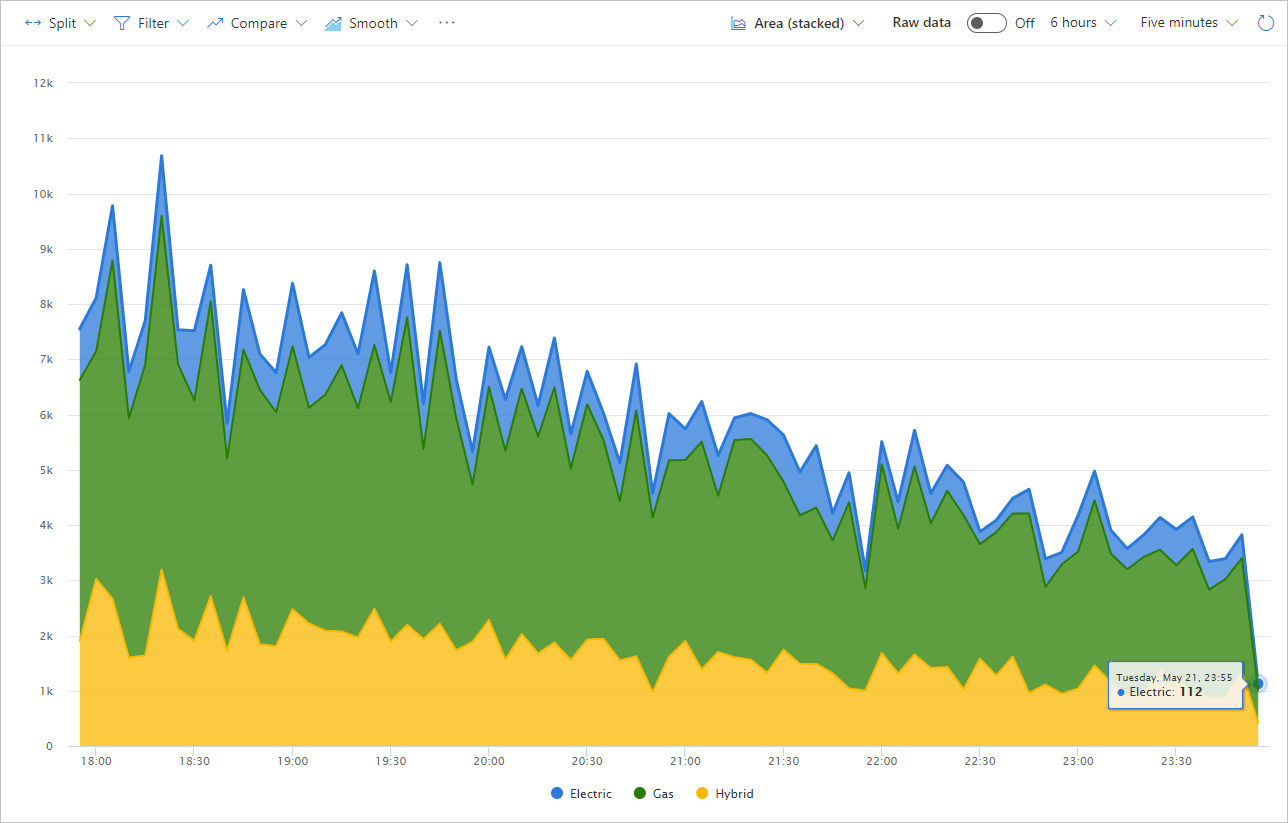 Split Filter Compare Smooth ··· Area (stacked) Raw data Off 6 hours Five minutes
12k
11k
10k
9k
8k
7k
6k
5k
4k
3k
2k
1k
0
Tuesday, May 21, 23:55
Electric: 112
18:00 18:30 19:00 19:30 20:00 20:30 21:00 21:30 22:00 22:30 23:00 23:30
Electric Gas Hybrid